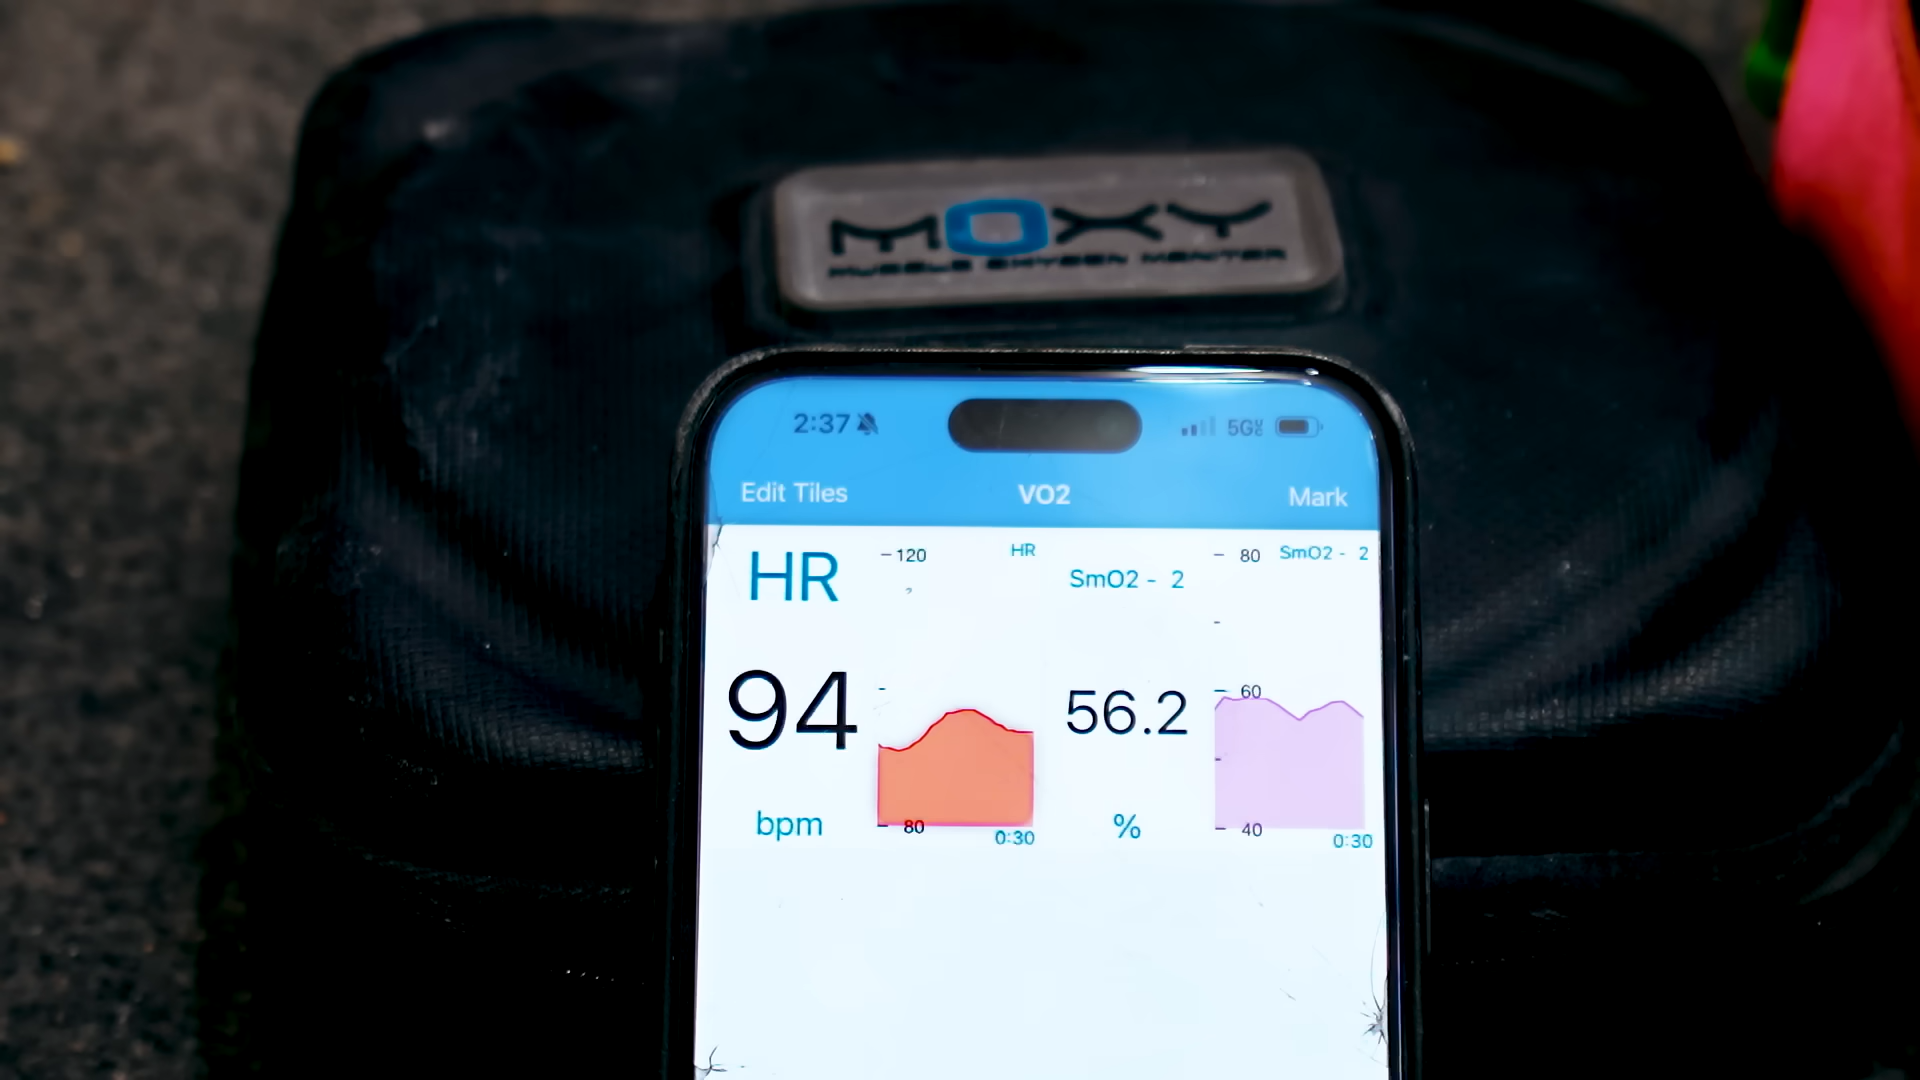 MOXY
MUSCLE OXYGEN MONITOR
2:37
5G
Edit Tiles VO2 Mark
HR
120
HR
SmO2 - 2
80
SmO2 - 2
94
56.2
60
bpm
80
0:30
%
40
0:30